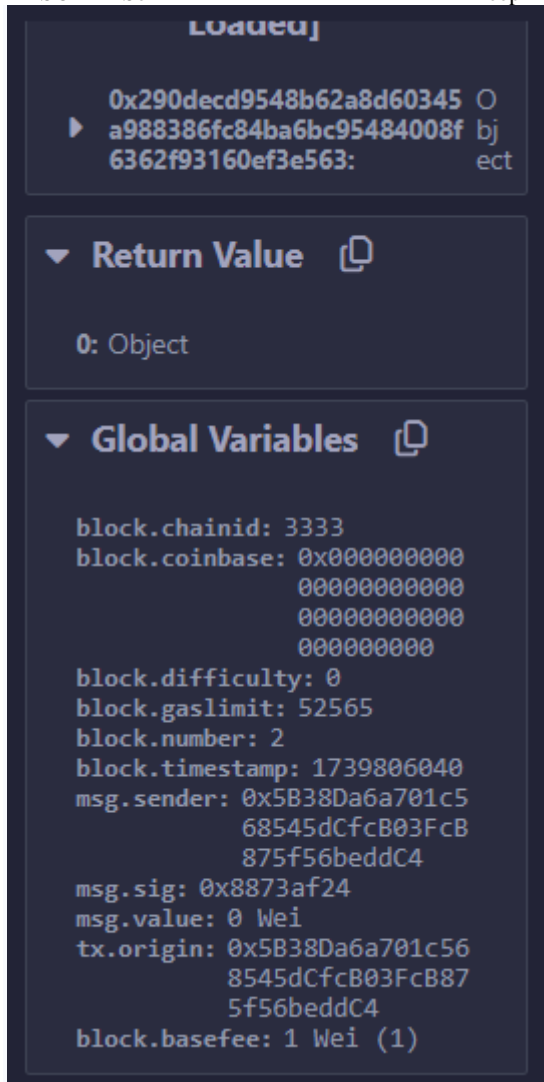 Loaded]
0x290decd9548b62a8d60345 O
a988386fc84ba6bc95484008f bj
6362f93160ef3e563: ect
Return Value
0: Object
Global Variables
block.chainid: 3333
block.coinbase: 0x000000000
00000000000
00000000000
000000000
block.difficulty: 0
block.gaslimit: 52565
block.number: 2
block.timestamp: 1739806040
msg.sender: 0x5B38Da6a701c5
68545dCfcB03FcB
875f56beddC4
msg.sig: 0x8873af24
msg.value: 0 Wei
tx.origin: 0x5B38Da6a701c56
8545dCfcB03FcB87
5f56beddC4
block.basefee: 1 Wei (1)